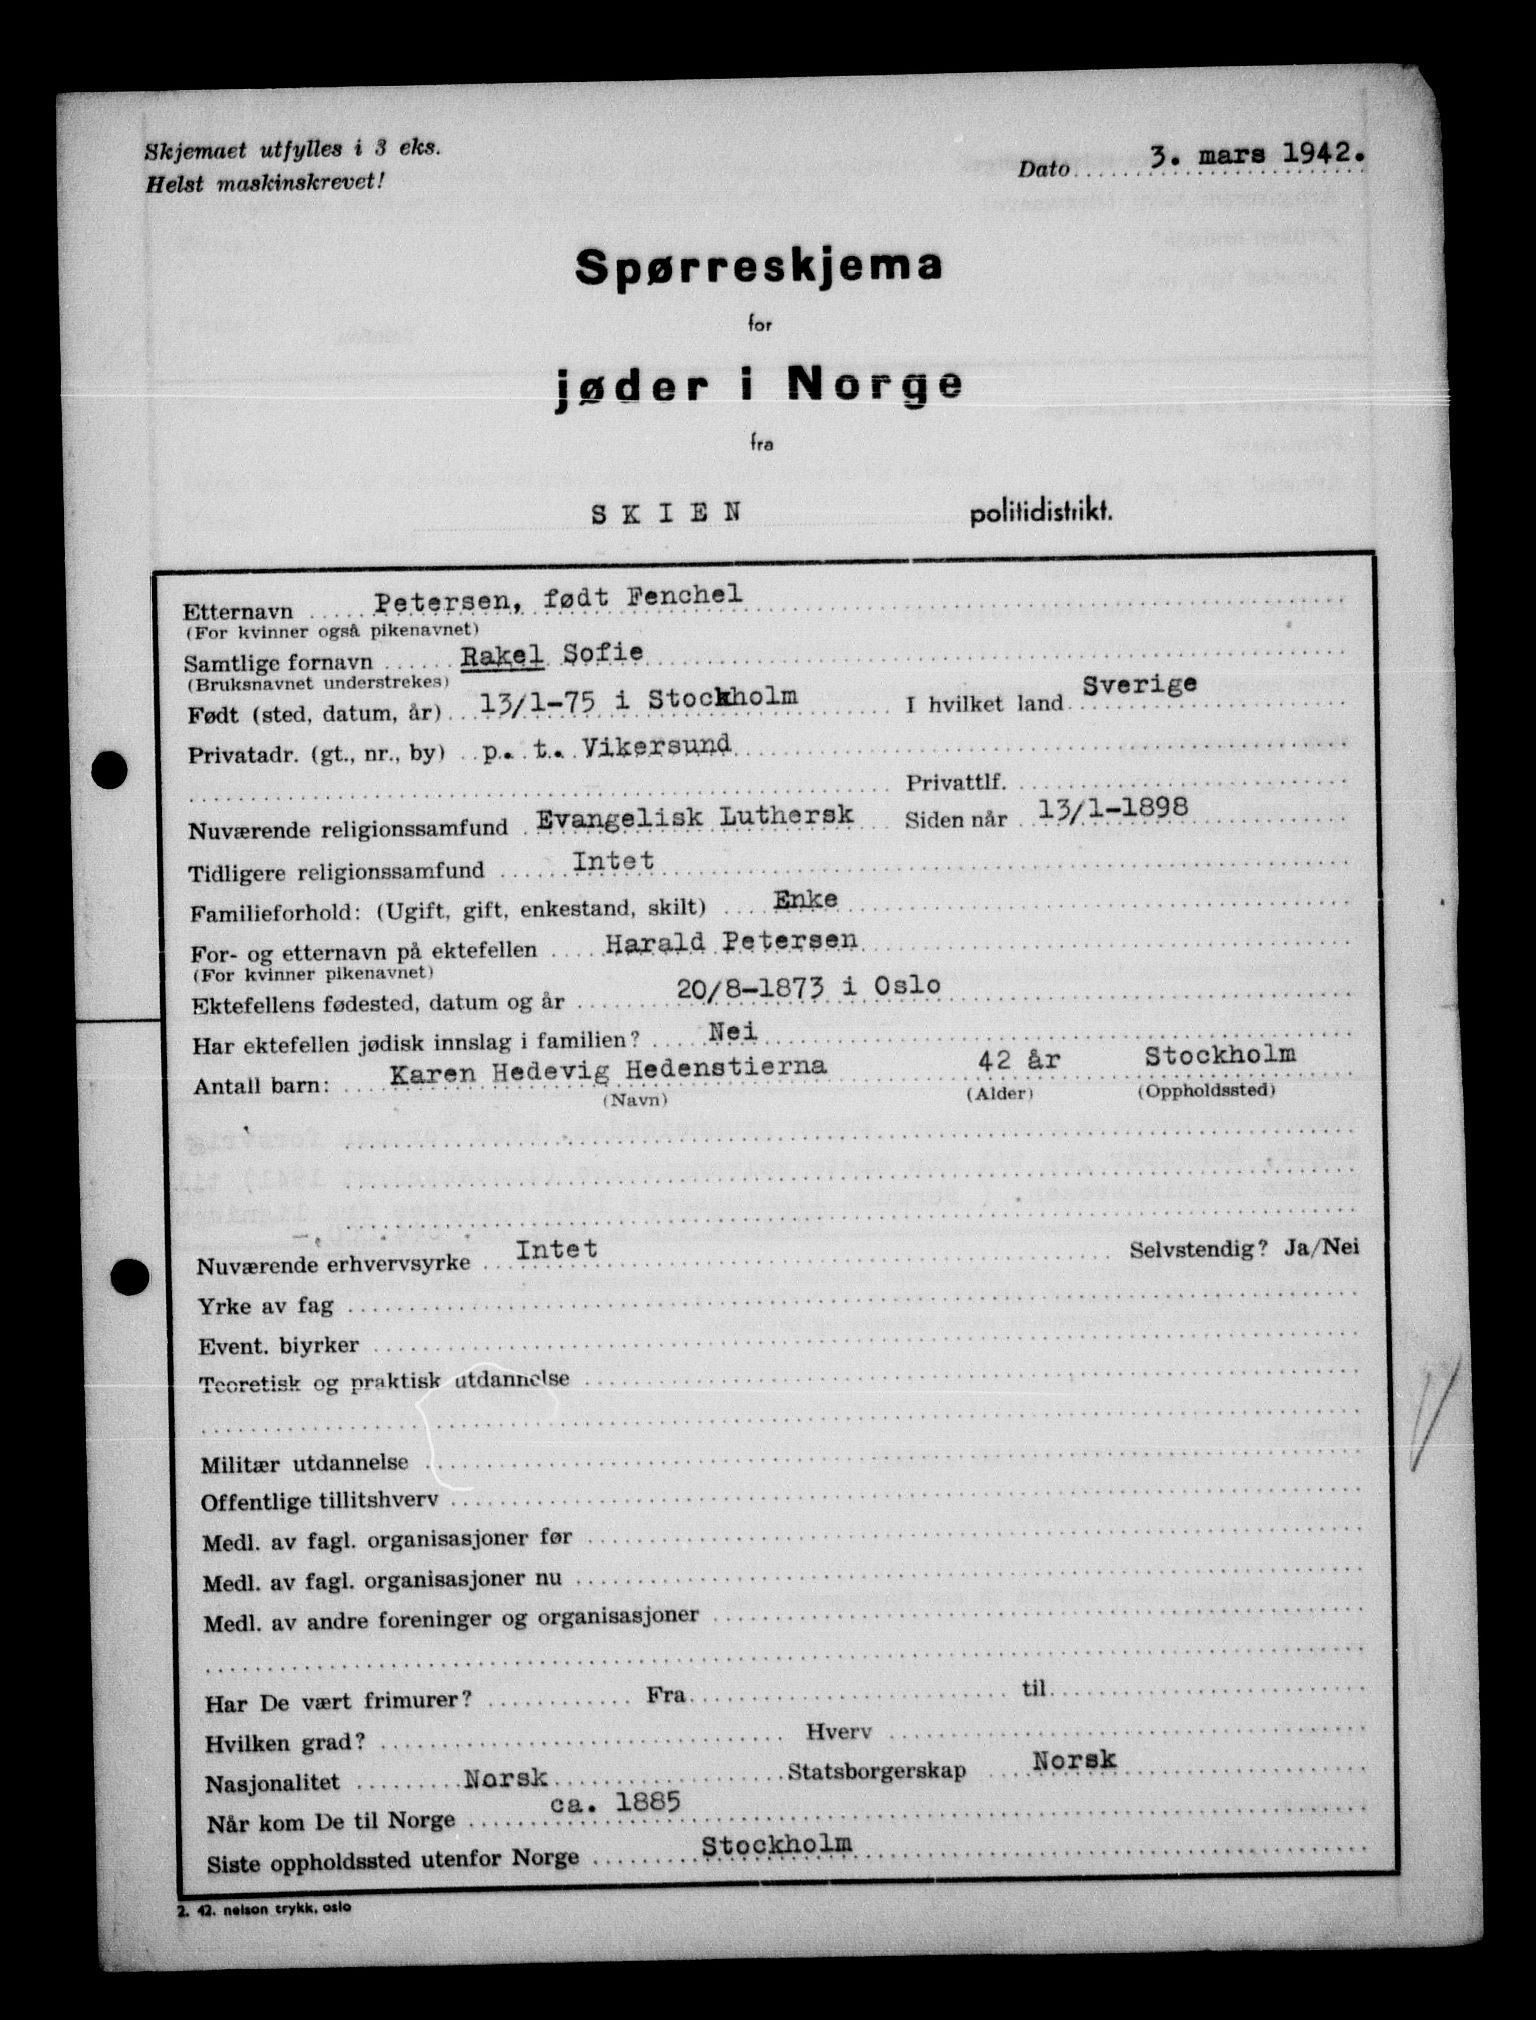 Skjemaet utfylles i 3 eks.
Helst maskinskrevet!
Dato 3. mars 1942.
Spørreskjema
for
jøder i Norge
fra
SKIEN politidistrikt.
Etternavn Petersen, født Fenchel
(For kvinner også pikenavnet)
Samtlige fornavn Rakel Sofie
(Bruksnavnet understrekes)
Født (sted, datum, år) 13/1-75 i Stockholm I hvilket land Sverige
Privatadr. (gt., nr., by) p. t. Vikersund
Privattlf.
Nuværende religionssamfund Evangelisk Luthersk Siden når 13/1-1898
Tidligere religionssamfund Intet
Familieforhold: (Ugift, gift, enkestand, skilt) Enke
For- og etternavn på ektefellen Harald Petersen
(For kvinner pikenavnet)
Ektefellens fødested, datum og år 20/8-1873 i Oslo
Har ektefellen jødisk innslag i familien? Nei
Antall barn: Karen Hedevig Hedenstierna 42 år Stockholm
(Navn) (Alder) (Oppholdssted)
Nuværende erhvervsyrke Intet Selvstendig? Ja/Nei
Yrke av fag
Event. biyrker
Teoretisk og praktisk utdannelse
Militær utdannelse
Offentlige tillitshverv
Medl. av fagl. organisasjoner før
Medl. av fagl. organisasjoner nu
Medl. av andre foreninger og organisasjoner
Har De vært frimurer? Fra til
Hvilken grad? Hverv
Nasjonalitet Norsk Statsborgerskap Norsk
Når kom De til Norge ca. 1885
Siste oppholdssted utenfor Norge Stockholm
2. 42. nelson trykk, oslo